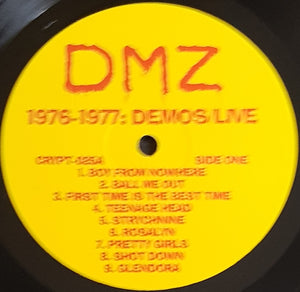 DMZ
1976-1977: DEMOS/LIVE
CRYPT-025A SIDE ONE
1. BOY FROM NOWHERE
2. BALL ME OUT
3. FIRST TIME IS THE BEST TIME
4. TEENAGE HEAD
5. STRYCHNINE
6. ROSALYN
7. PRETTY GIRLS
8. SHOT DOWN
9. GLENDORA